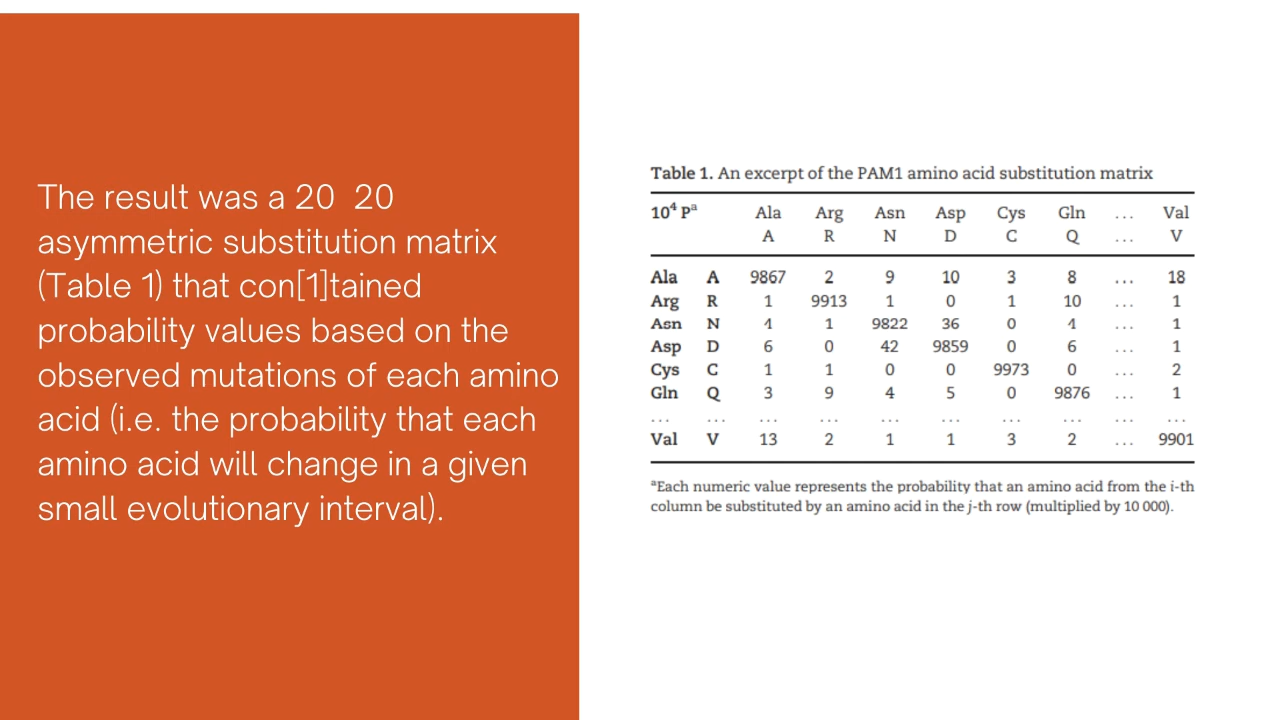 The result was a 20  20
asymmetric substitution matrix
(Table 1) that con[1]tained
probability values based on the
observed mutations of each amino
acid (i.e. the probability that each
amino acid will change in a given
small evolutionary interval).
Table 1. An excerpt of the PAM1 amino acid substitution matrix
10⁴ Pᵃ Ala Arg Asn Asp Cys Gln ... Val
A R N D C Q ... V
Ala A 9867 2 9 10 3 8 ... 18
Arg R 1 9913 1 0 1 10 ... 1
Asn N 4 1 9822 36 0 4 ... 1
Asp D 6 0 42 9859 0 6 ... 1
Cys C 1 1 0 0 9973 0 ... 2
Gln Q 3 9 4 5 0 9876 ... 1
... ... ... ... ... ... ... ... ... ...
Val V 13 2 1 1 3 2 ... 9901
ᵃEach numeric value represents the probability that an amino acid from the i-th
column be substituted by an amino acid in the j-th row (multiplied by 10 000).